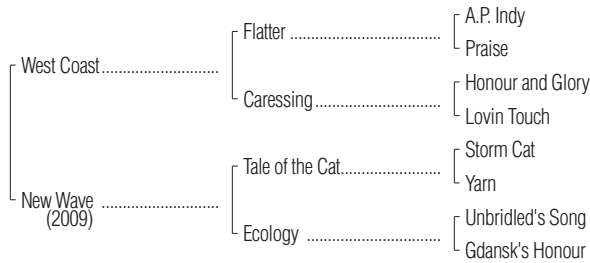 A.P. Indy
Flatter
Praise
West Coast
Honour and Glory
Caressing
Lovin Touch
Storm Cat
Tale of the Cat
Yarn
New Wave
(2009)
Unbridled's Song
Ecology
Gdansk's Honour